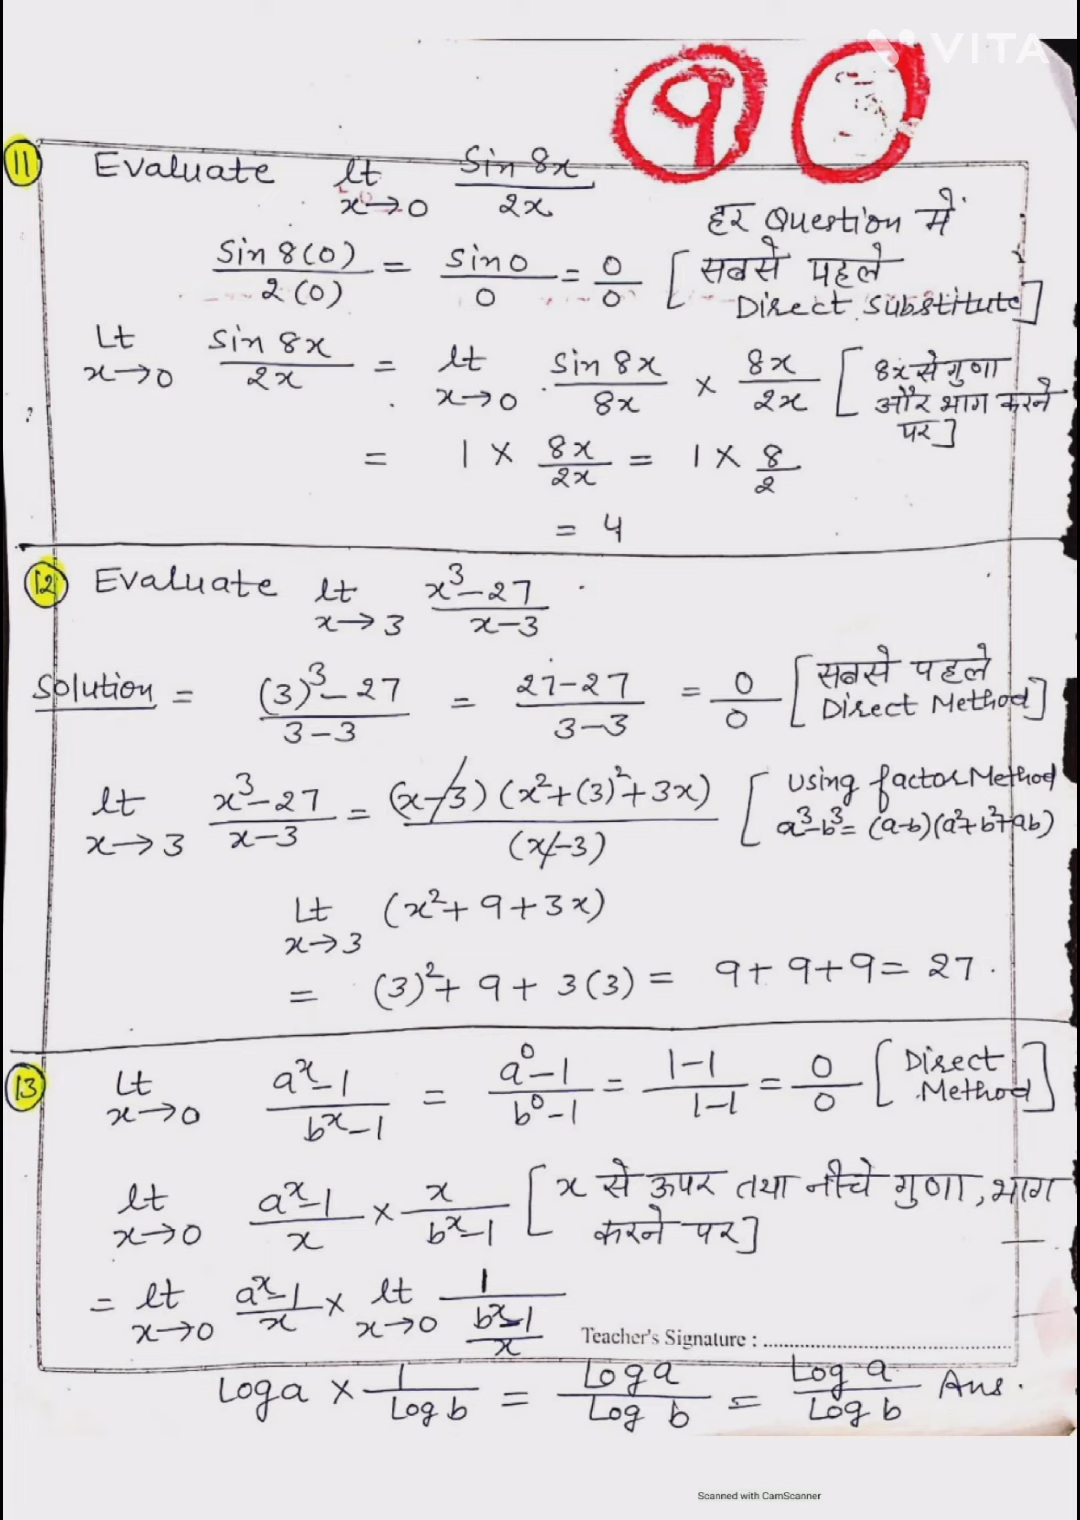 VITA
9
11 Evaluate lt x→0 Sin 8x / 2x
हर Question में
Sin 8(0) / 2(0) = Sin 0 / 0 = 0/0 [सबसे पहले
Direct Substitute]
Lt x→0 Sin 8x / 2x = lt x→0 Sin 8x / 8x × 8x / 2x [8x से गुणा
और भाग करने
पर]
= 1 × 8x / 2x = 1 × 8/2
= 4
12 Evaluate lt x→3 x³-27 / x-3
Solution = (3)³-27 / 3-3 = 27-27 / 3-3 = 0/0 [सबसे पहले
Direct Method]
lt x→3 x³-27 / x-3 = (x-3)(x²+(3)²+3x) / (x-3) [Using factor Method
a³-b³=(a-b)(a²+b²+ab)
Lt x→3 (x²+9+3x)
= (3)²+9+3(3) = 9+9+9=27.
13 Lt x→0 aˣ-1 / bˣ-1 = a⁰-1 / b⁰-1 = 1-1 / 1-1 = 0/0 [Direct
Method]
lt x→0 aˣ-1 / x × x / bˣ-1 [x से ऊपर तथा नीचे गुणा, भाग
करने पर]
= lt x→0 aˣ-1 / x × lt x→0 1 / bˣ-1 / x
Teacher's Signature :
Log a × 1 / Log b = Log a / Log b = Log a / Log b Ans.
Scanned with CamScanner